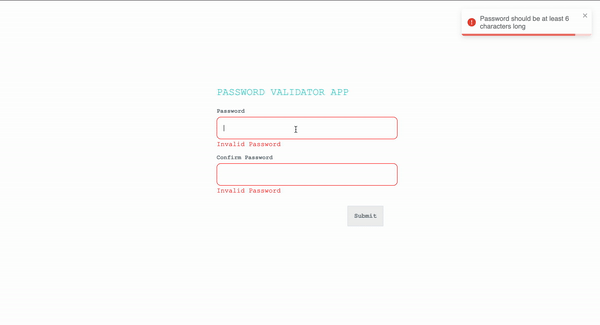 Password should be at least 6
characters long
PASSWORD VALIDATOR APP
Password
Invalid Password
Confirm Password
Invalid Password
Submit